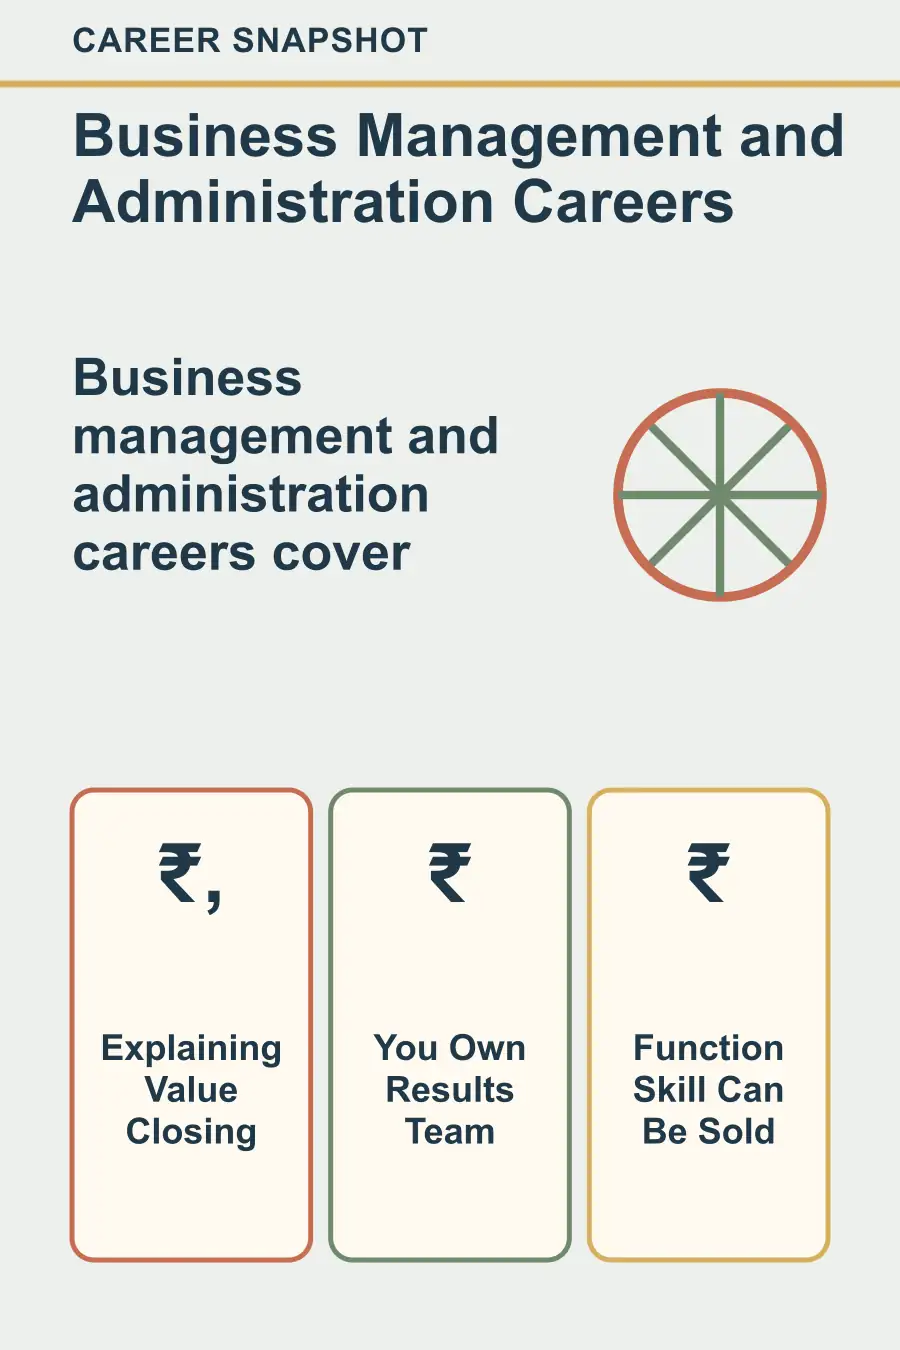 CAREER SNAPSHOT
Business Management and
Administration Careers
Business
management and
administration
careers cover
₹,
Explaining
Value
Closing
₹
You Own
Results
Team
₹
Function
Skill Can
Be Sold